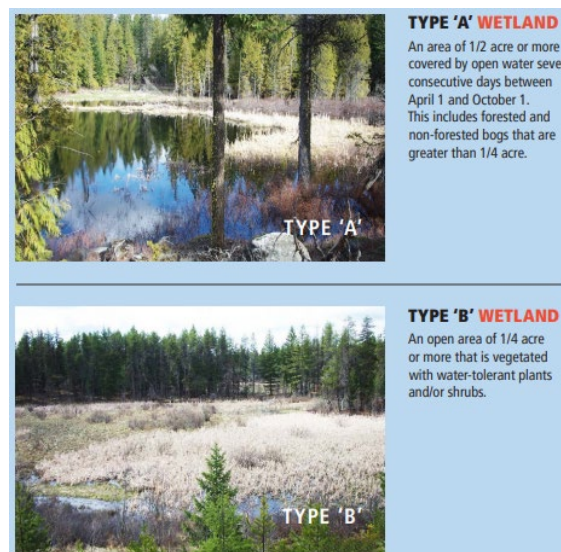 TYPE 'A' WETLAND
An area of 1/2 acre or more
covered by open water
consecutive days between
April 1 and October 1.
This includes forested and
non-forested bogs that are
greater than 1/4 acre.
TYPE 'A'
TYPE 'B' WETLAND
An open area of 1/4 acre
or more that is vegetated
with water-tolerant plants
and/or shrubs.
TYPE 'B'